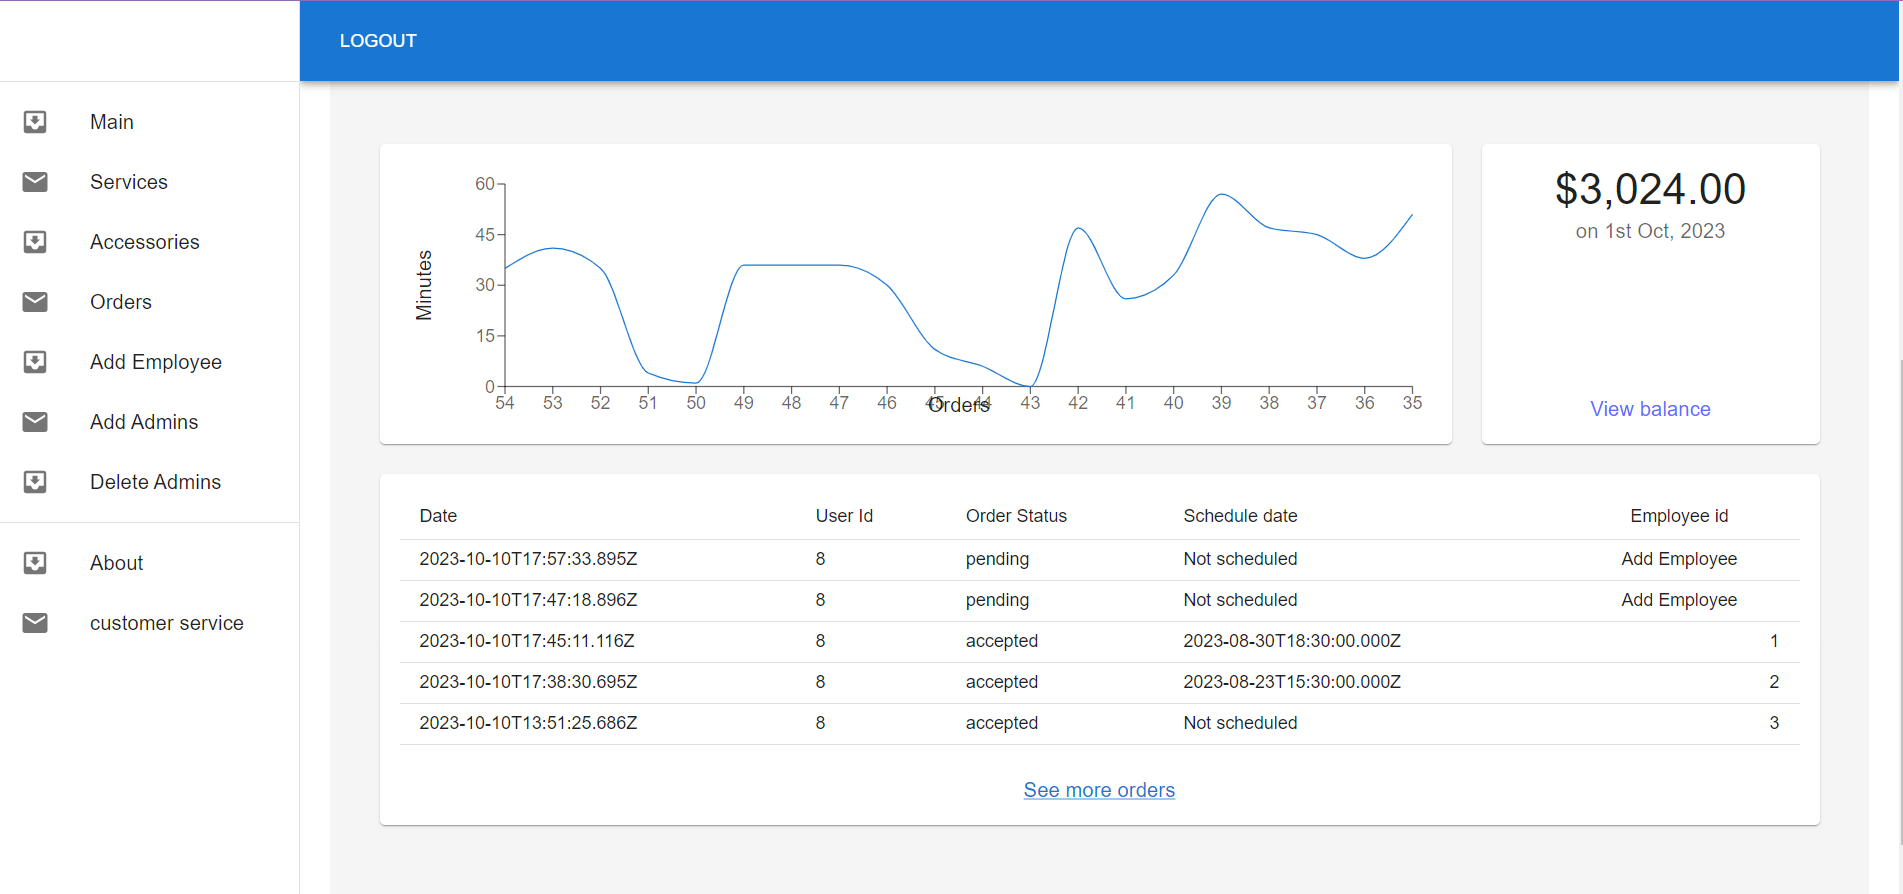 LOGOUT
Main
Services
Accessories
Orders
Add Employee
Add Admins
Delete Admins
About
customer service
Minutes
60
45
30
15
0
54 53 52 51 50 49 48 47 46 45 44 43 42 41 40 39 38 37 36 35
Orders
$3,024.00
on 1st Oct, 2023
View balance
Date User Id Order Status Schedule date Employee id
2023-10-10T17:57:33.895Z 8 pending Not scheduled Add Employee
2023-10-10T17:47:18.896Z 8 pending Not scheduled Add Employee
2023-10-10T17:45:11.116Z 8 accepted 2023-08-30T18:30:00.000Z 1
2023-10-10T17:38:30.695Z 8 accepted 2023-08-23T15:30:00.000Z 2
2023-10-10T13:51:25.686Z 8 accepted Not scheduled 3
See more orders